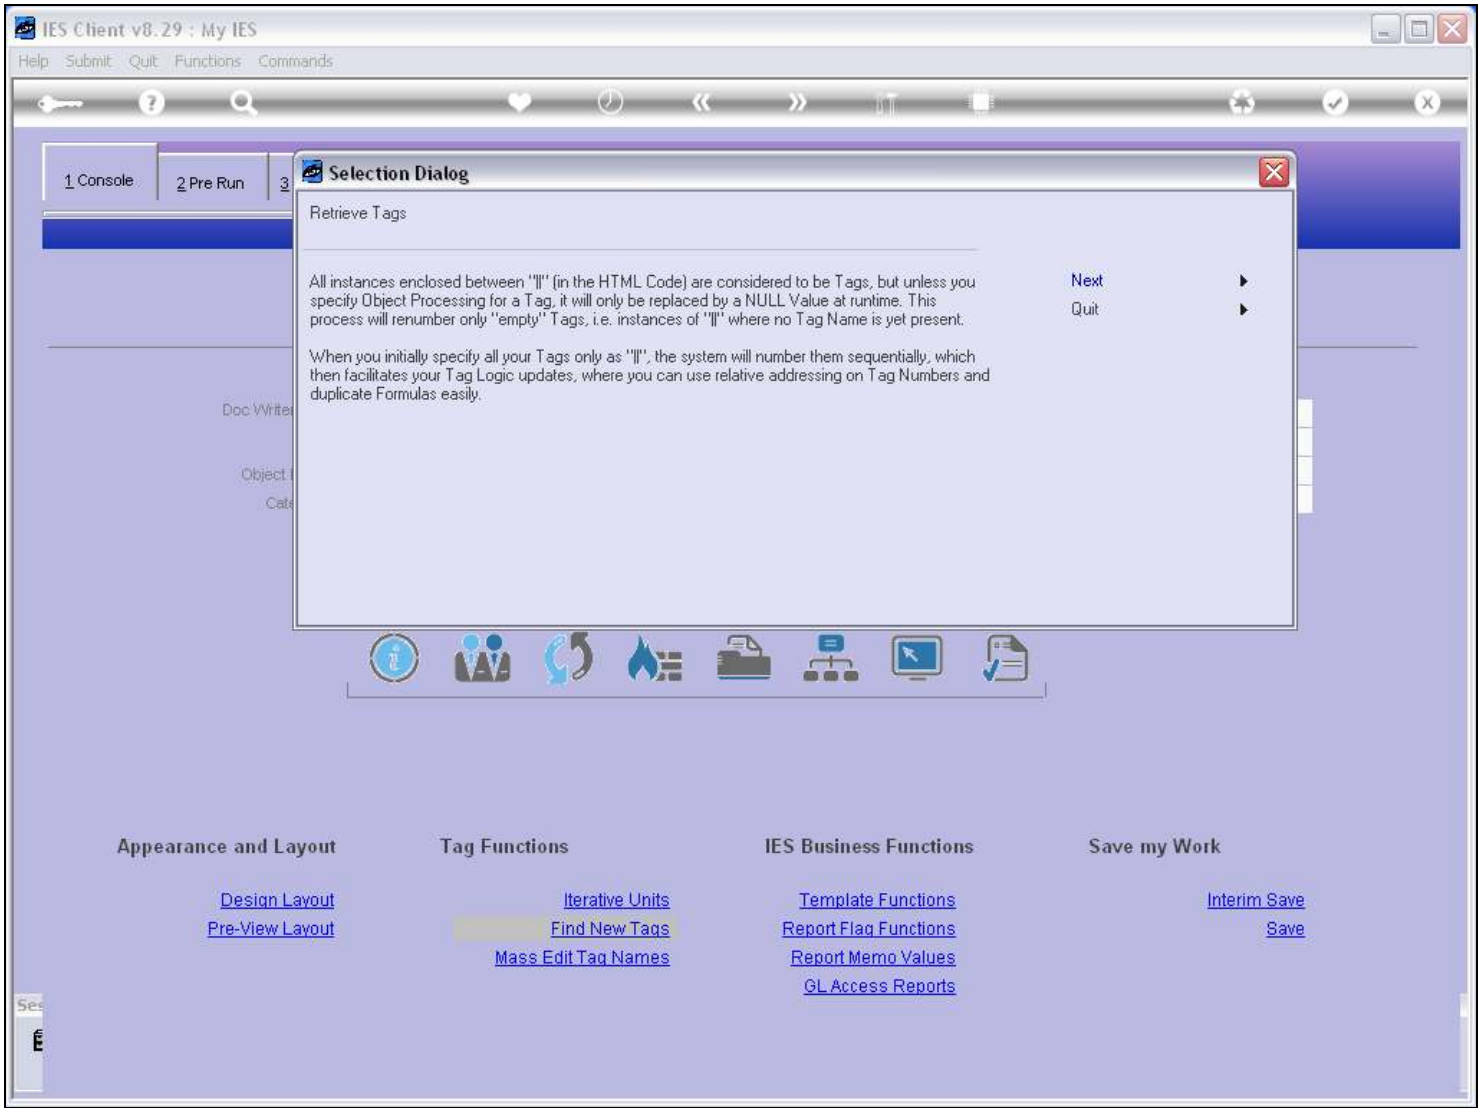 IES Client v8.29 : My IES
Help Submit Quit Functions Commands
1 Console
2 Pre Run
3
Selection Dialog
Retrieve Tags
All instances enclosed between "||" (in the HTML Code) are considered to be Tags, but unless you
specify Object Processing for a Tag, it will only be replaced by a NULL Value at runtime. This
process will renumber only "empty" Tags, i.e. instances of "||" where no Tag Name is yet present.
When you initially specify all your Tags only as "||", the system will number them sequentially, which
then facilitates your Tag Logic updates, where you can use relative addressing on Tag Numbers and
duplicate Formulas easily.
Next
Quit
Doc Writer
Object
Cate
Appearance and Layout
Design Layout
Pre-View Layout
Tag Functions
Iterative Units
Find New Tags
Mass Edit Tag Names
IES Business Functions
Template Functions
Report Flag Functions
Report Memo Values
GL Access Reports
Save my Work
Interim Save
Save
Ses